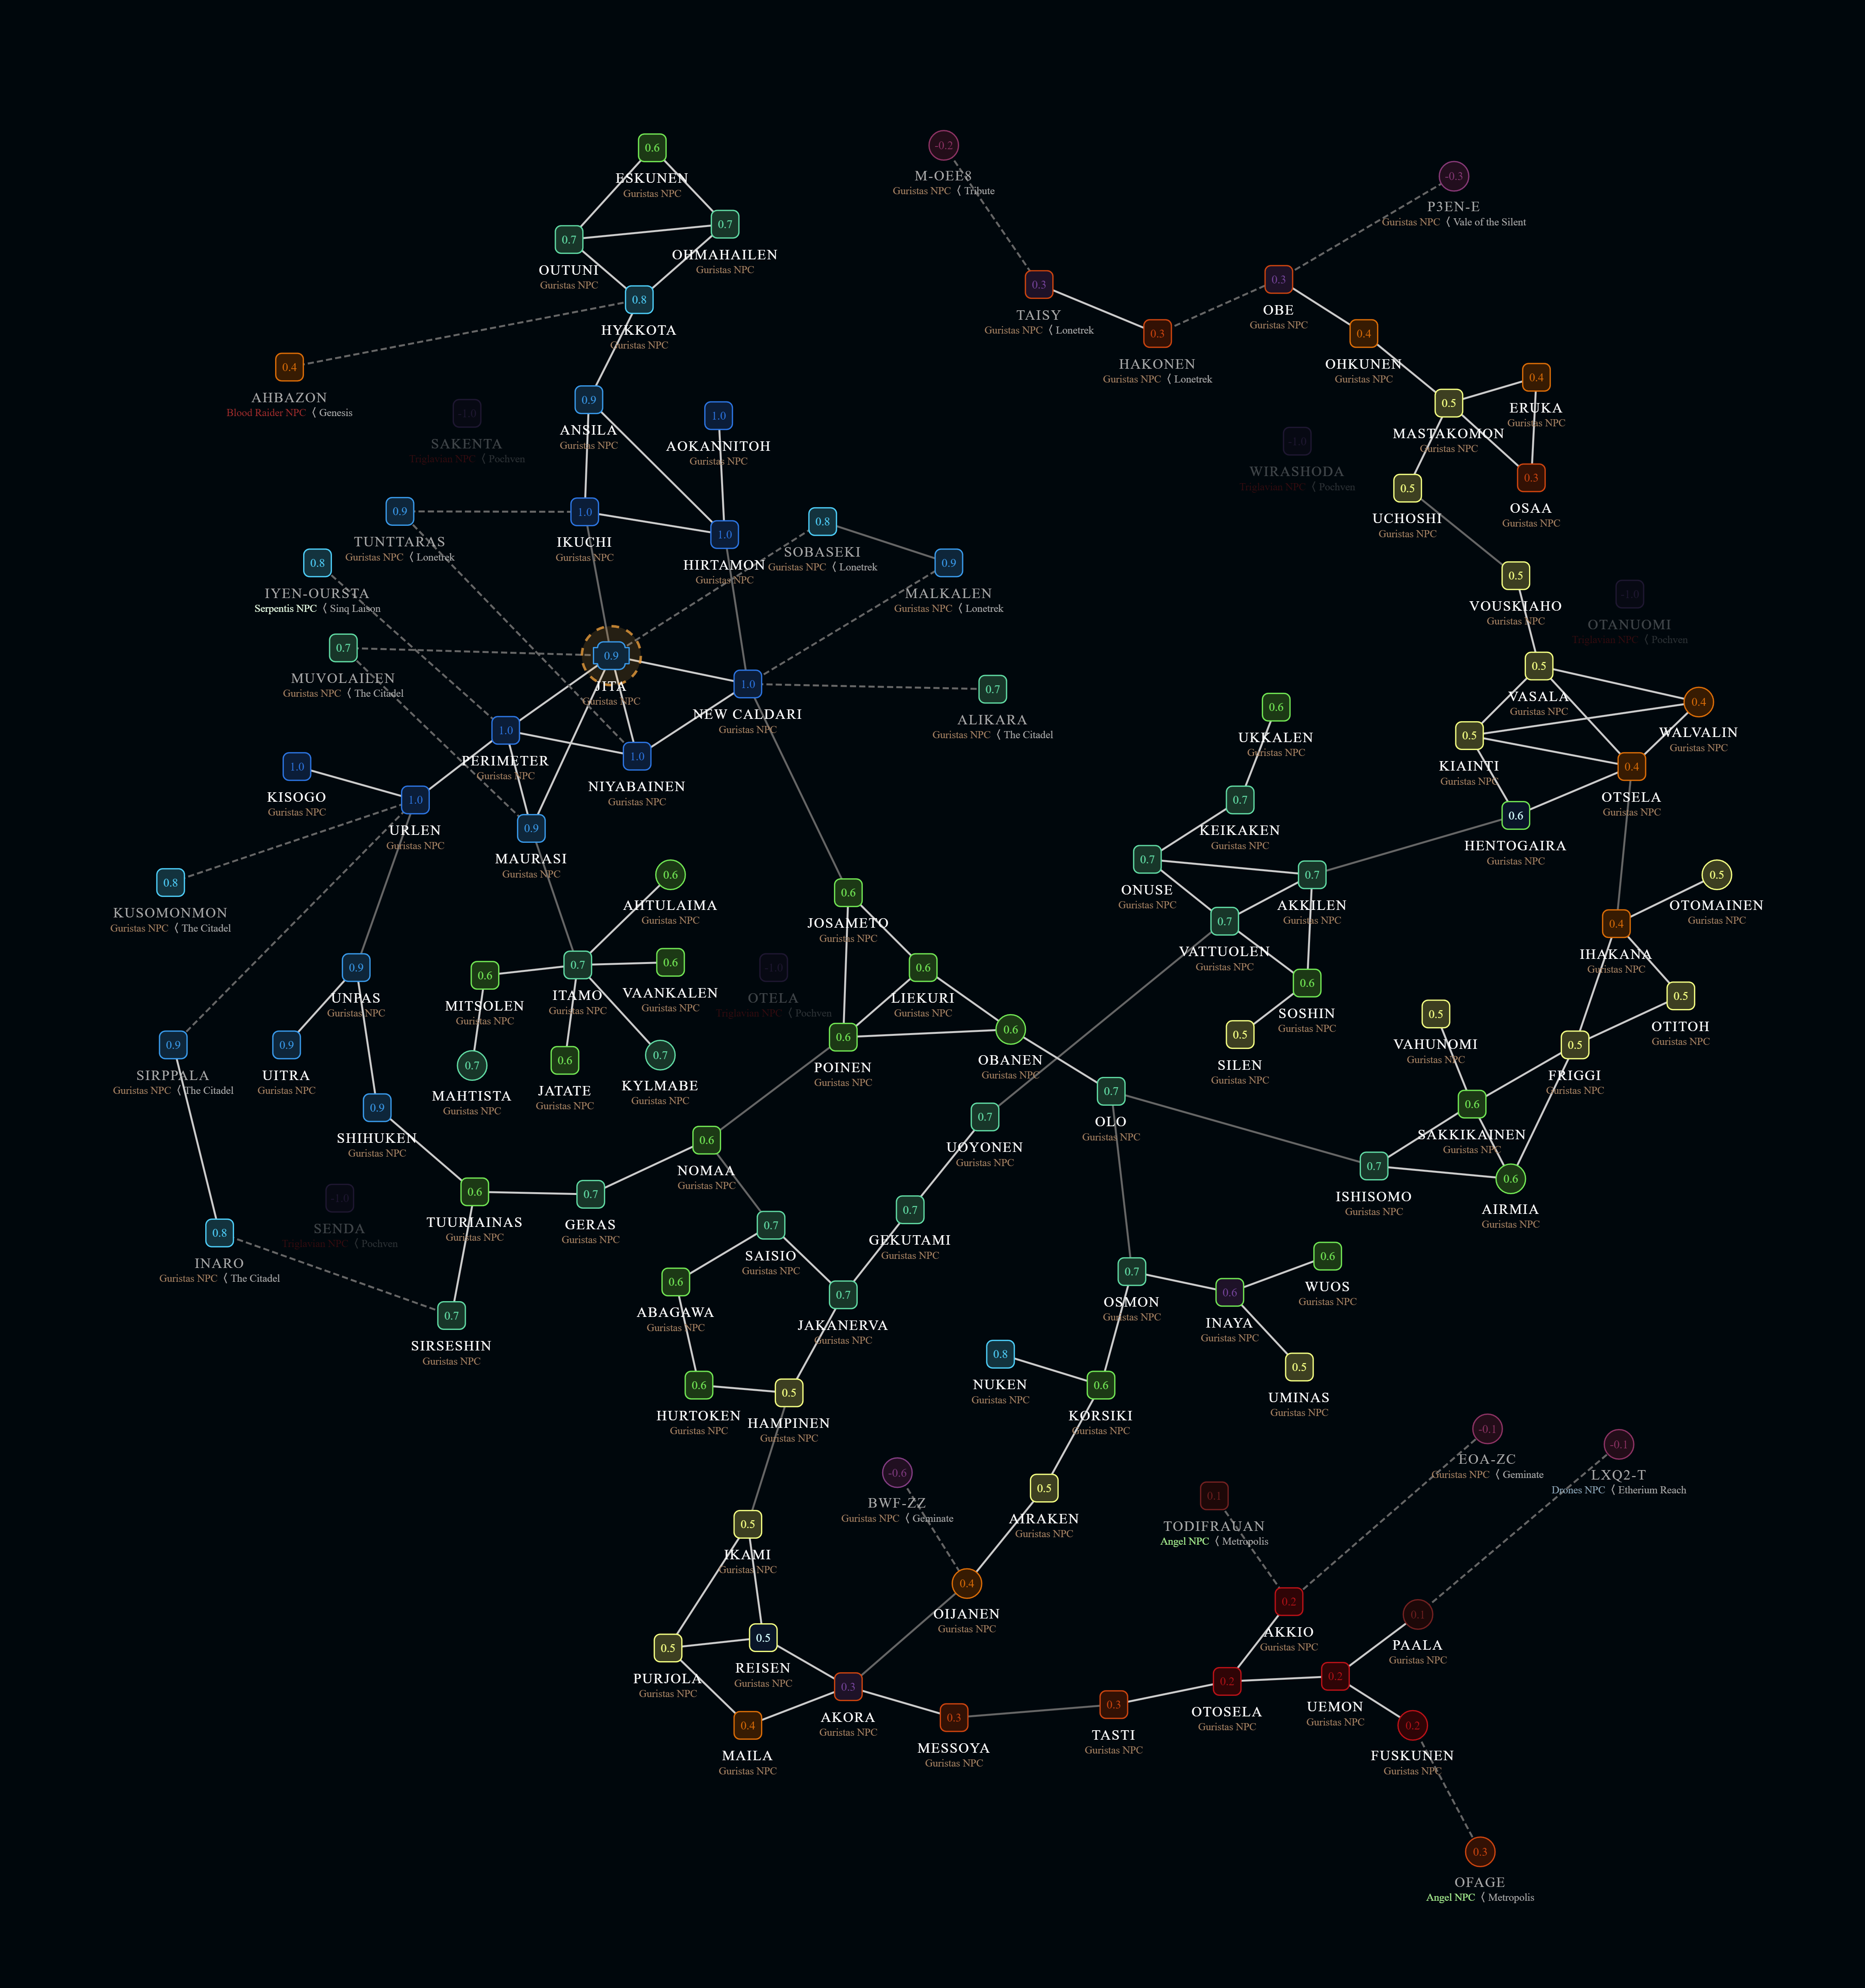 0.6
ESKUNEN
Guristas NPC
0.7
OHMAHAILEN
Guristas NPC
0.7
OUTUNI
Guristas NPC
0.8
HYKKOTA
Guristas NPC
0.4
AHBAZON
Blood Raider NPC ⟨ Genesis
-0.2
M-OEE8
Guristas NPC ⟨ Tribute
-0.3
P3EN-E
Guristas NPC ⟨ Vale of the Silent
0.3
TAISY
Guristas NPC ⟨ Lonetrek
0.3
OBE
Guristas NPC
0.3
HAKONEN
Guristas NPC ⟨ Lonetrek
0.4
OHKUNEN
Guristas NPC
0.4
ERUKA
Guristas NPC
0.5
MASTAKOMON
Guristas NPC
0.3
OSAA
Guristas NPC
0.5
UCHOSHI
Guristas NPC
-1.0
WIRASHODA
Triglavian NPC ⟨ Pochven
0.9
ANSILA
Guristas NPC
1.0
AOKANNITOH
Guristas NPC
-1.0
SAKENTA
Triglavian NPC ⟨ Pochven
0.9
TUNTTARAS
Guristas NPC ⟨ Lonetrek
1.0
IKUCHI
Guristas NPC
1.0
HIRTAMON
Guristas NPC
0.8
SOBASEKI
Guristas NPC ⟨ Lonetrek
0.9
MALKALEN
Guristas NPC ⟨ Lonetrek
0.8
IYEN-OURSTA
Serpentis NPC ⟨ Sinq Laison
0.5
VOUSKIAHO
Guristas NPC
-1.0
OTANUOMI
Triglavian NPC ⟨ Pochven
0.7
MUVOLAILEN
Guristas NPC ⟨ The Citadel
0.9
JITA
Guristas NPC
1.0
NEW CALDARI
Guristas NPC
0.7
ALIKARA
Guristas NPC ⟨ The Citadel
0.5
VASALA
Guristas NPC
0.4
WALVALIN
Guristas NPC
0.6
UKKALEN
Guristas NPC
0.5
KIAINTI
Guristas NPC
0.4
OTSELA
Guristas NPC
1.0
PERIMETER
Guristas NPC
1.0
NIYABAINEN
Guristas NPC
1.0
KISOGO
Guristas NPC
1.0
URLEN
Guristas NPC
0.9
MAURASI
Guristas NPC
0.7
KEIKAKEN
Guristas NPC
0.6
HENTOGAIRA
Guristas NPC
0.8
KUSOMONMON
Guristas NPC ⟨ The Citadel
0.6
AHTULAIMA
Guristas NPC
0.6
JOSAMETO
Guristas NPC
0.7
ONUSE
Guristas NPC
0.7
AKKILEN
Guristas NPC
0.5
OTOMAINEN
Guristas NPC
0.7
VATTUOLEN
Guristas NPC
0.4
IHAKANA
Guristas NPC
0.9
UNPAS
Guristas NPC
0.6
MITSOLEN
Guristas NPC
0.7
ITAMO
Guristas NPC
0.6
VAANKALEN
Guristas NPC
-1.0
OTELA
Triglavian NPC ⟨ Pochven
0.6
LIEKURI
Guristas NPC
0.6
SOSHIN
Guristas NPC
0.5
OTITOH
Guristas NPC
0.5
VAHUNOMI
Guristas NPC
0.9
SIRPPALA
Guristas NPC ⟨ The Citadel
0.9
UITRA
Guristas NPC
0.7
MAHTISTA
Guristas NPC
0.6
JATATE
Guristas NPC
0.7
KYLMABE
Guristas NPC
0.6
POINEN
Guristas NPC
0.6
OBANEN
Guristas NPC
0.5
SILEN
Guristas NPC
0.5
FRIGGI
Guristas NPC
0.9
SHIHUKEN
Guristas NPC
0.6
NOMAA
Guristas NPC
0.7
UOYONEN
Guristas NPC
0.7
OLO
Guristas NPC
0.6
SAKKIKAINEN
Guristas NPC
0.7
ISHISOMO
Guristas NPC
0.6
AIRMIA
Guristas NPC
-1.0
SENDA
Triglavian NPC ⟨ Pochven
0.6
TUURIAINAS
Guristas NPC
0.7
GERAS
Guristas NPC
0.8
INARO
Guristas NPC ⟨ The Citadel
0.7
SAISIO
Guristas NPC
0.7
GEKUTAMI
Guristas NPC
0.6
ABAGAWA
Guristas NPC
0.7
JAKANERVA
Guristas NPC
0.7
OSMON
Guristas NPC
0.6
INAYA
Guristas NPC
0.6
WUOS
Guristas NPC
0.7
SIRSESHIN
Guristas NPC
0.6
HURTOKEN
Guristas NPC
0.5
HAMPINEN
Guristas NPC
0.8
NUKEN
Guristas NPC
0.6
KORSIKI
Guristas NPC
0.5
UMINAS
Guristas NPC
-0.6
BWF-ZZ
Guristas NPC ⟨ Geminate
0.5
AIRAKEN
Guristas NPC
0.1
TODIFRAUAN
Angel NPC ⟨ Metropolis
-0.1
EOA-ZC
Guristas NPC ⟨ Geminate
-0.1
LXQ2-T
Drones NPC ⟨ Etherium Reach
0.5
IKAMI
Guristas NPC
0.4
OIJANEN
Guristas NPC
0.2
AKKIO
Guristas NPC
0.1
PAALA
Guristas NPC
0.5
PURJOLA
Guristas NPC
0.5
REISEN
Guristas NPC
0.3
AKORA
Guristas NPC
0.4
MAILA
Guristas NPC
0.3
MESSOYA
Guristas NPC
0.3
TASTI
Guristas NPC
0.2
OTOSELA
Guristas NPC
0.2
UEMON
Guristas NPC
0.2
FUSKUNEN
Guristas NPC
0.3
OFAGE
Angel NPC ⟨ Metropolis